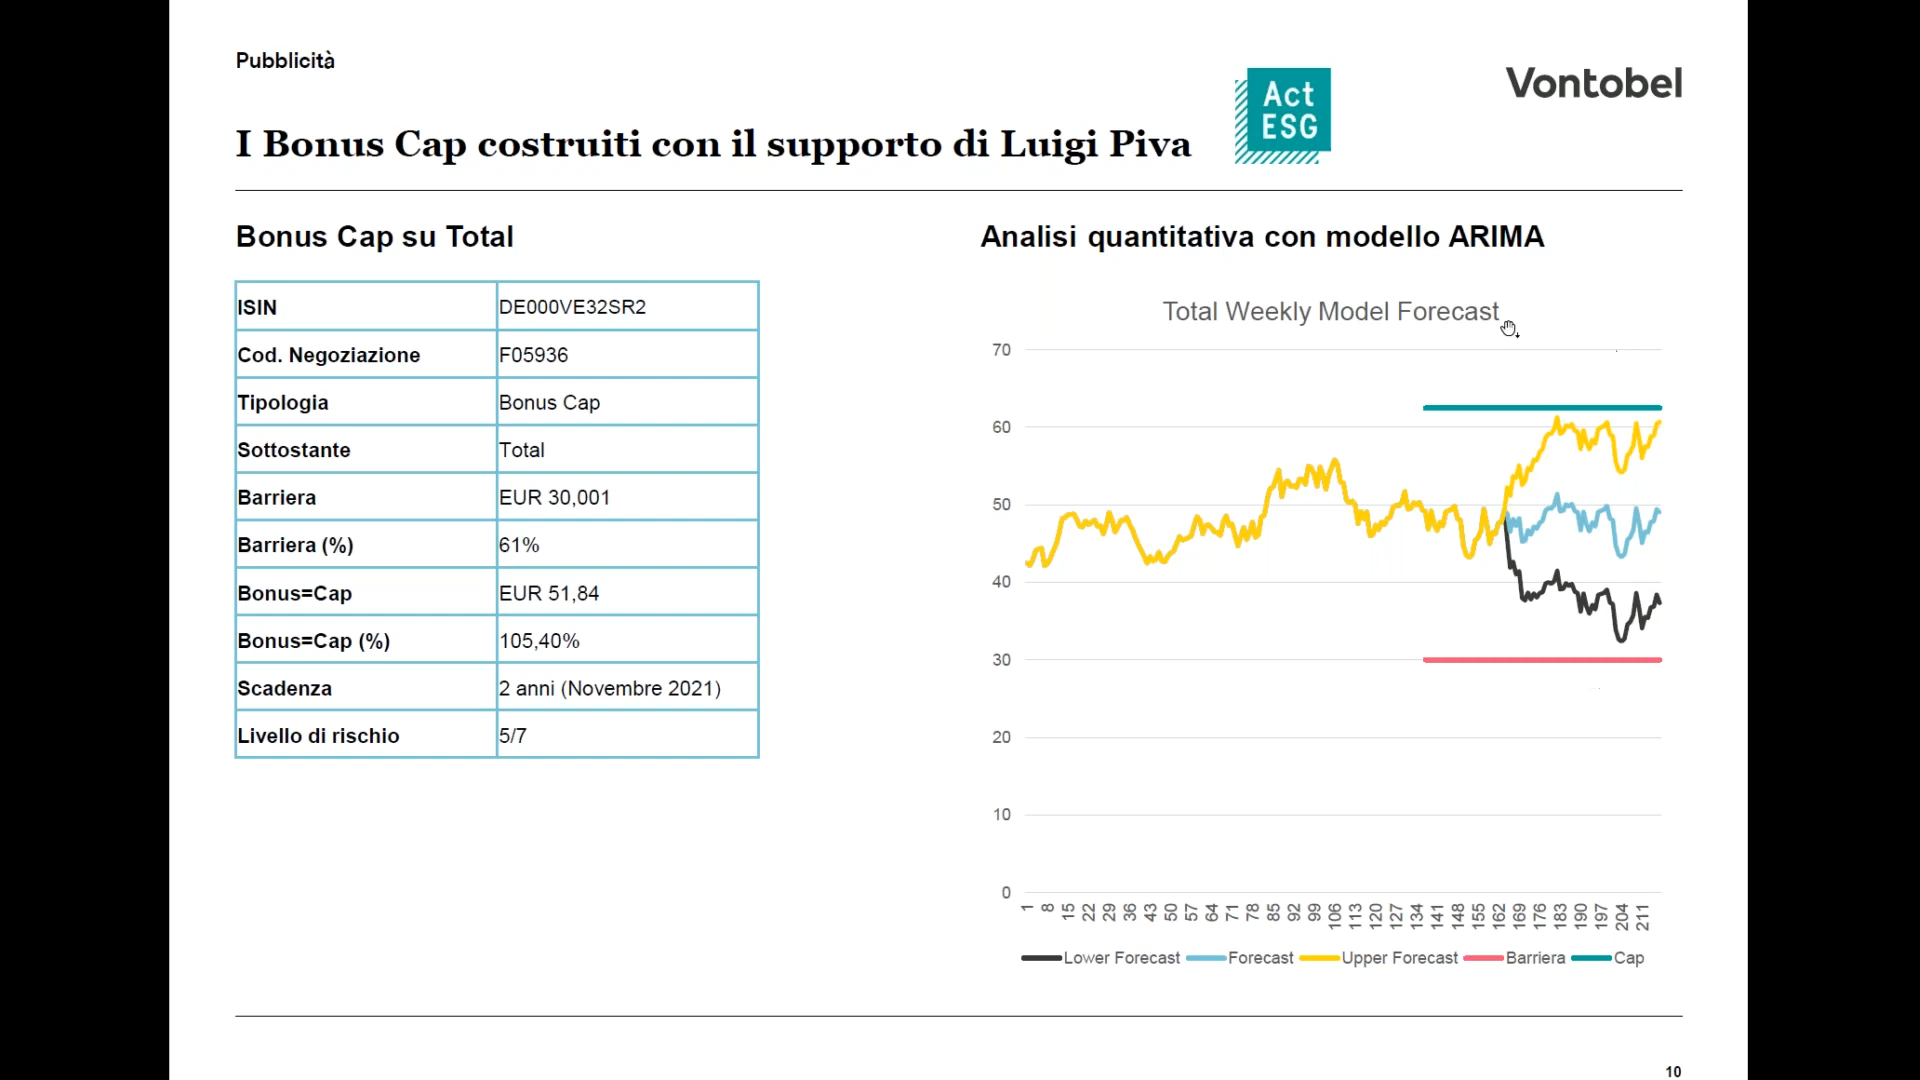 Pubblicità
Act
ESG
Vontobel
I Bonus Cap costruiti con il supporto di Luigi Piva
Bonus Cap su Total
ISIN DE000VE32SR2
Cod. Negoziazione F05936
Tipologia Bonus Cap
Sottostante Total
Barriera EUR 30,001
Barriera (%) 61%
Bonus=Cap EUR 51,84
Bonus=Cap (%) 105,40%
Scadenza 2 anni (Novembre 2021)
Livello di rischio 5/7
Analisi quantitativa con modello ARIMA
Total Weekly Model Forecast
70
60
50
40
30
20
10
0
1 8 15 22 29 36 43 50 57 64 71 78 85 92 99 106 113 120 127 134 141 148 155 162 169 176 183 190 197 204 211
Lower Forecast Forecast Upper Forecast Barriera Cap
10